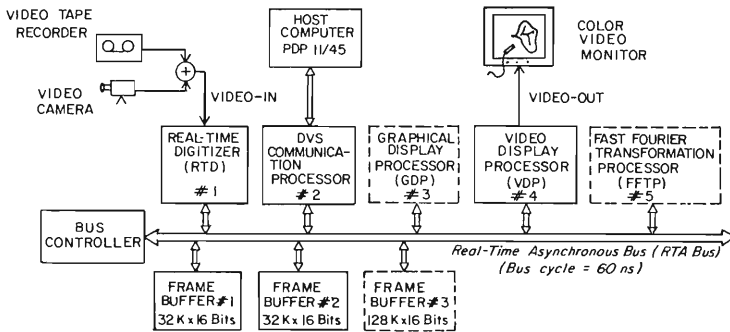 VIDEO TAPE
RECORDER
VIDEO
CAMERA
VIDEO-IN
HOST
COMPUTER
PDP 11/45
COLOR
VIDEO
MONITOR
VIDEO-OUT
REAL-TIME
DIGITIZER
(RTD)
#1
DVS
COMMUNICA-
TION
PROCESSOR
#2
GRAPHICAL
DISPLAY
PROCESSOR
(GDP)
#3
VIDEO
DISPLAY
PROCESSOR
(VDP)
#4
FAST FOURIER
TRANSFORMATION
PROCESSOR
(FFTP)
#5
BUS
CONTROLLER
Real-Time Asynchronous Bus (RTA Bus)
(Bus cycle = 60 ns)
FRAME
BUFFER #1
32 K x 16 Bits
FRAME
BUFFER #2
32 K x 16 Bits
FRAME
BUFFER #3
128 K x 16 Bits